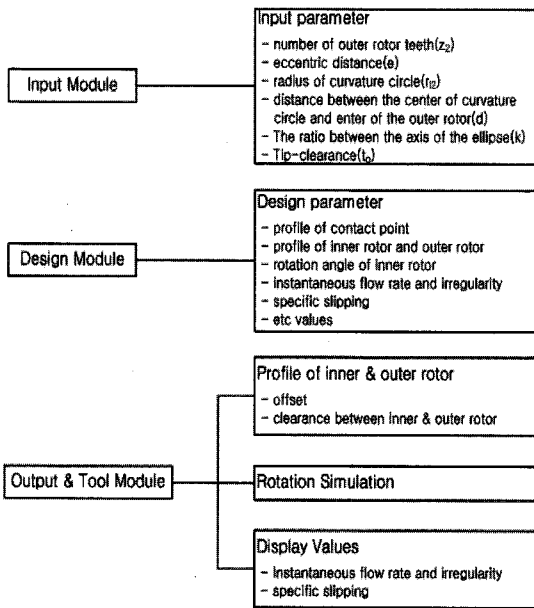 Input Module
Input parameter
- number of outer rotor teeth(z₂)
- eccentric distance(e)
- radius of curvature circle(r₁₂)
- distance between the center of curvature
circle and enter of the outer rotor(d)
- The ratio between the axis of the ellipse(k)
- Tip-clearance(tₒ)
Design Module
Design parameter
- profile of contact point
- profile of inner rotor and outer rotor
- rotation angle of inner rotor
- instantaneous flow rate and irregularity
- specific slipping
- etc values
Output & Tool Module
Profile of inner & outer rotor
- offset
- clearance between inner & outer rotor
Rotation Simulation
Display Values
- instantaneous flow rate and irregularity
- specific slipping